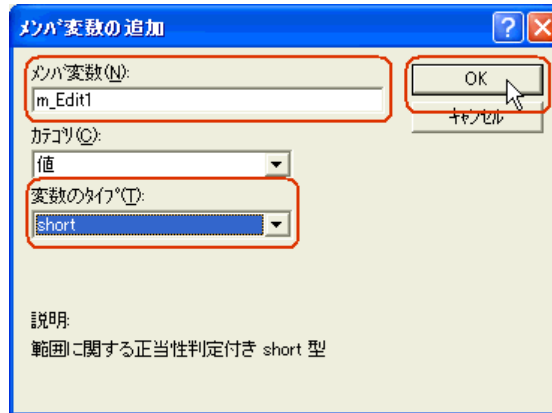 メンバ変数の追加
メンバ変数(N):
m_Edit1
OK
キャンセル
カテゴリ(C):
値
変数のタイプ(T):
short
説明:
範囲に関する正当性判定付き short 型